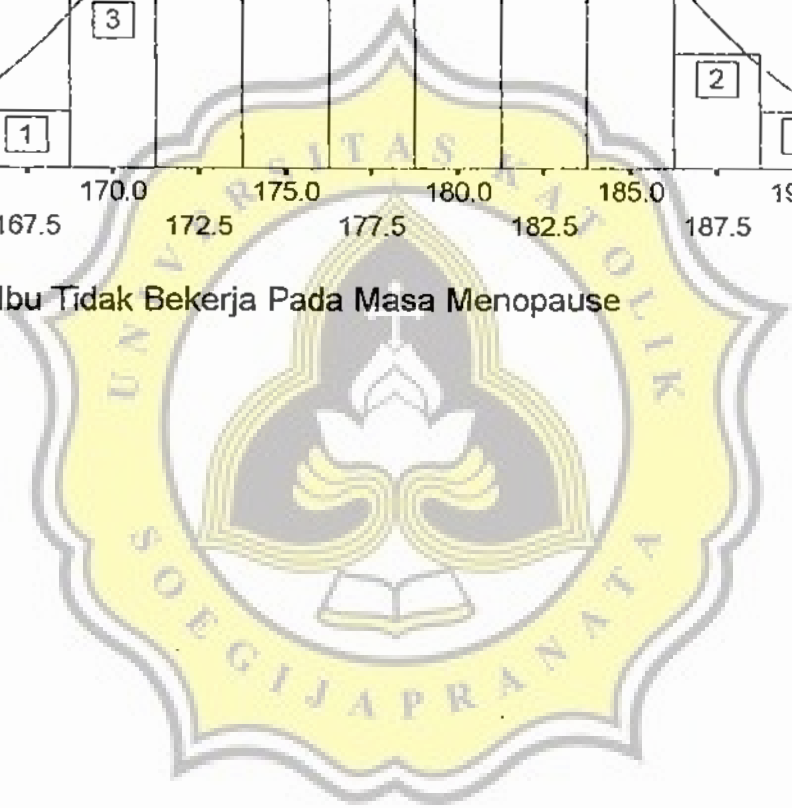 3
2
1
170.0 175.0 180.0 185.0
167.5 172.5 177.5 182.5 187.5
Ibu Tidak Bekerja Pada Masa Menopause
UNIVERSITAS KATOLIK
SOEGIJAPRANATA